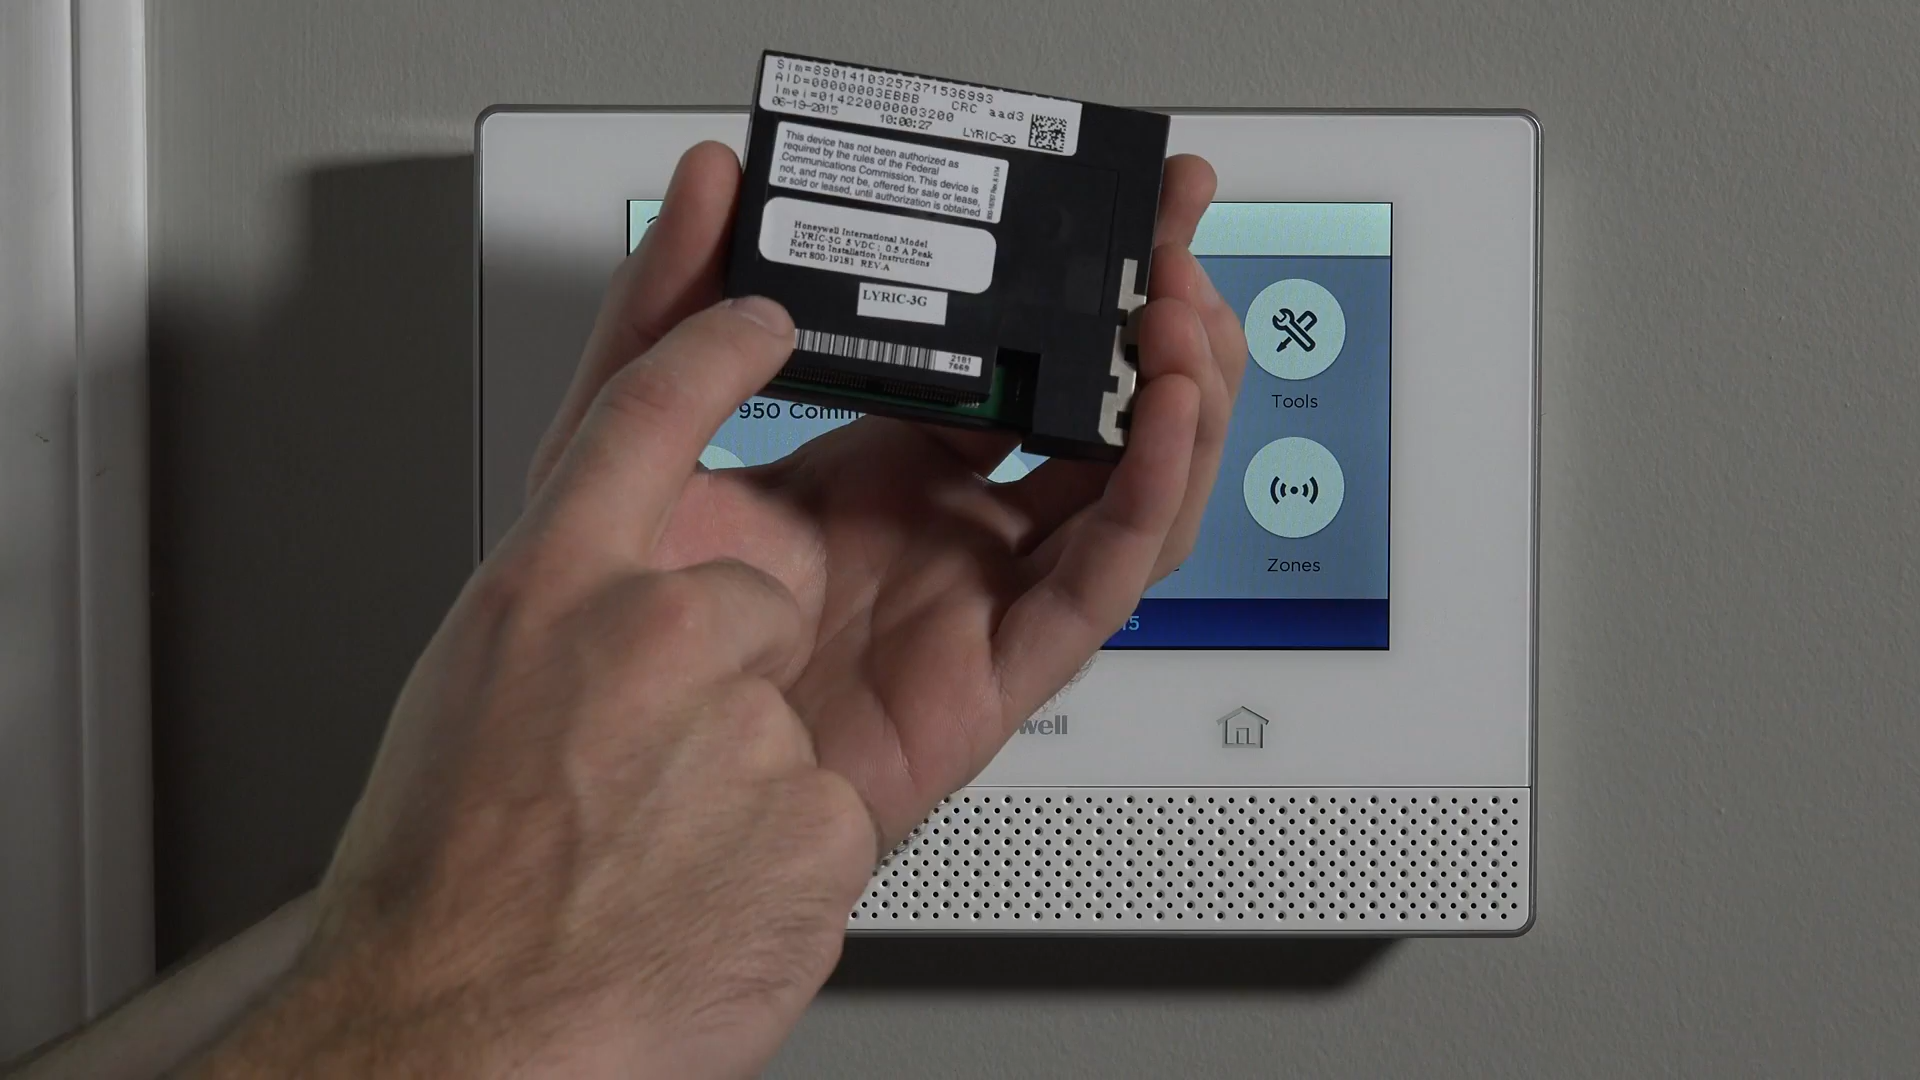 Sim=89014103257371536993
AID=00000003EBBB CRC aad3
Imei=014220000003200
06-19-2015 10:00:27 LYRIC-3G
This device has not been authorized as
required by the rules of the Federal
Communications Commission. This device is
not, and may not be, offered for sale or lease,
or sold or leased, until authorization is obtained
Honeywell International Model
LYRIC-3G 5 VDC; 0.5 A Peak
Refer to Installation Instructions
Part 800-19181 REV.A
LYRIC-3G
2181
7669
950 Comm
Tools
Zones
15
well